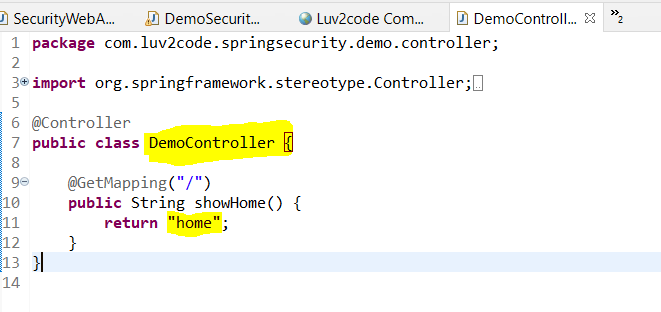 SecurityWebA... DemoSecurit... Luv2code Com... DemoControll... »2
1 package com.luv2code.springsecurity.demo.controller;
2
3 import org.springframework.stereotype.Controller;
5
6 @Controller
7 public class DemoController {
8
9 @GetMapping("/")
10 public String showHome() {
11 return "home";
12 }
13 }
14